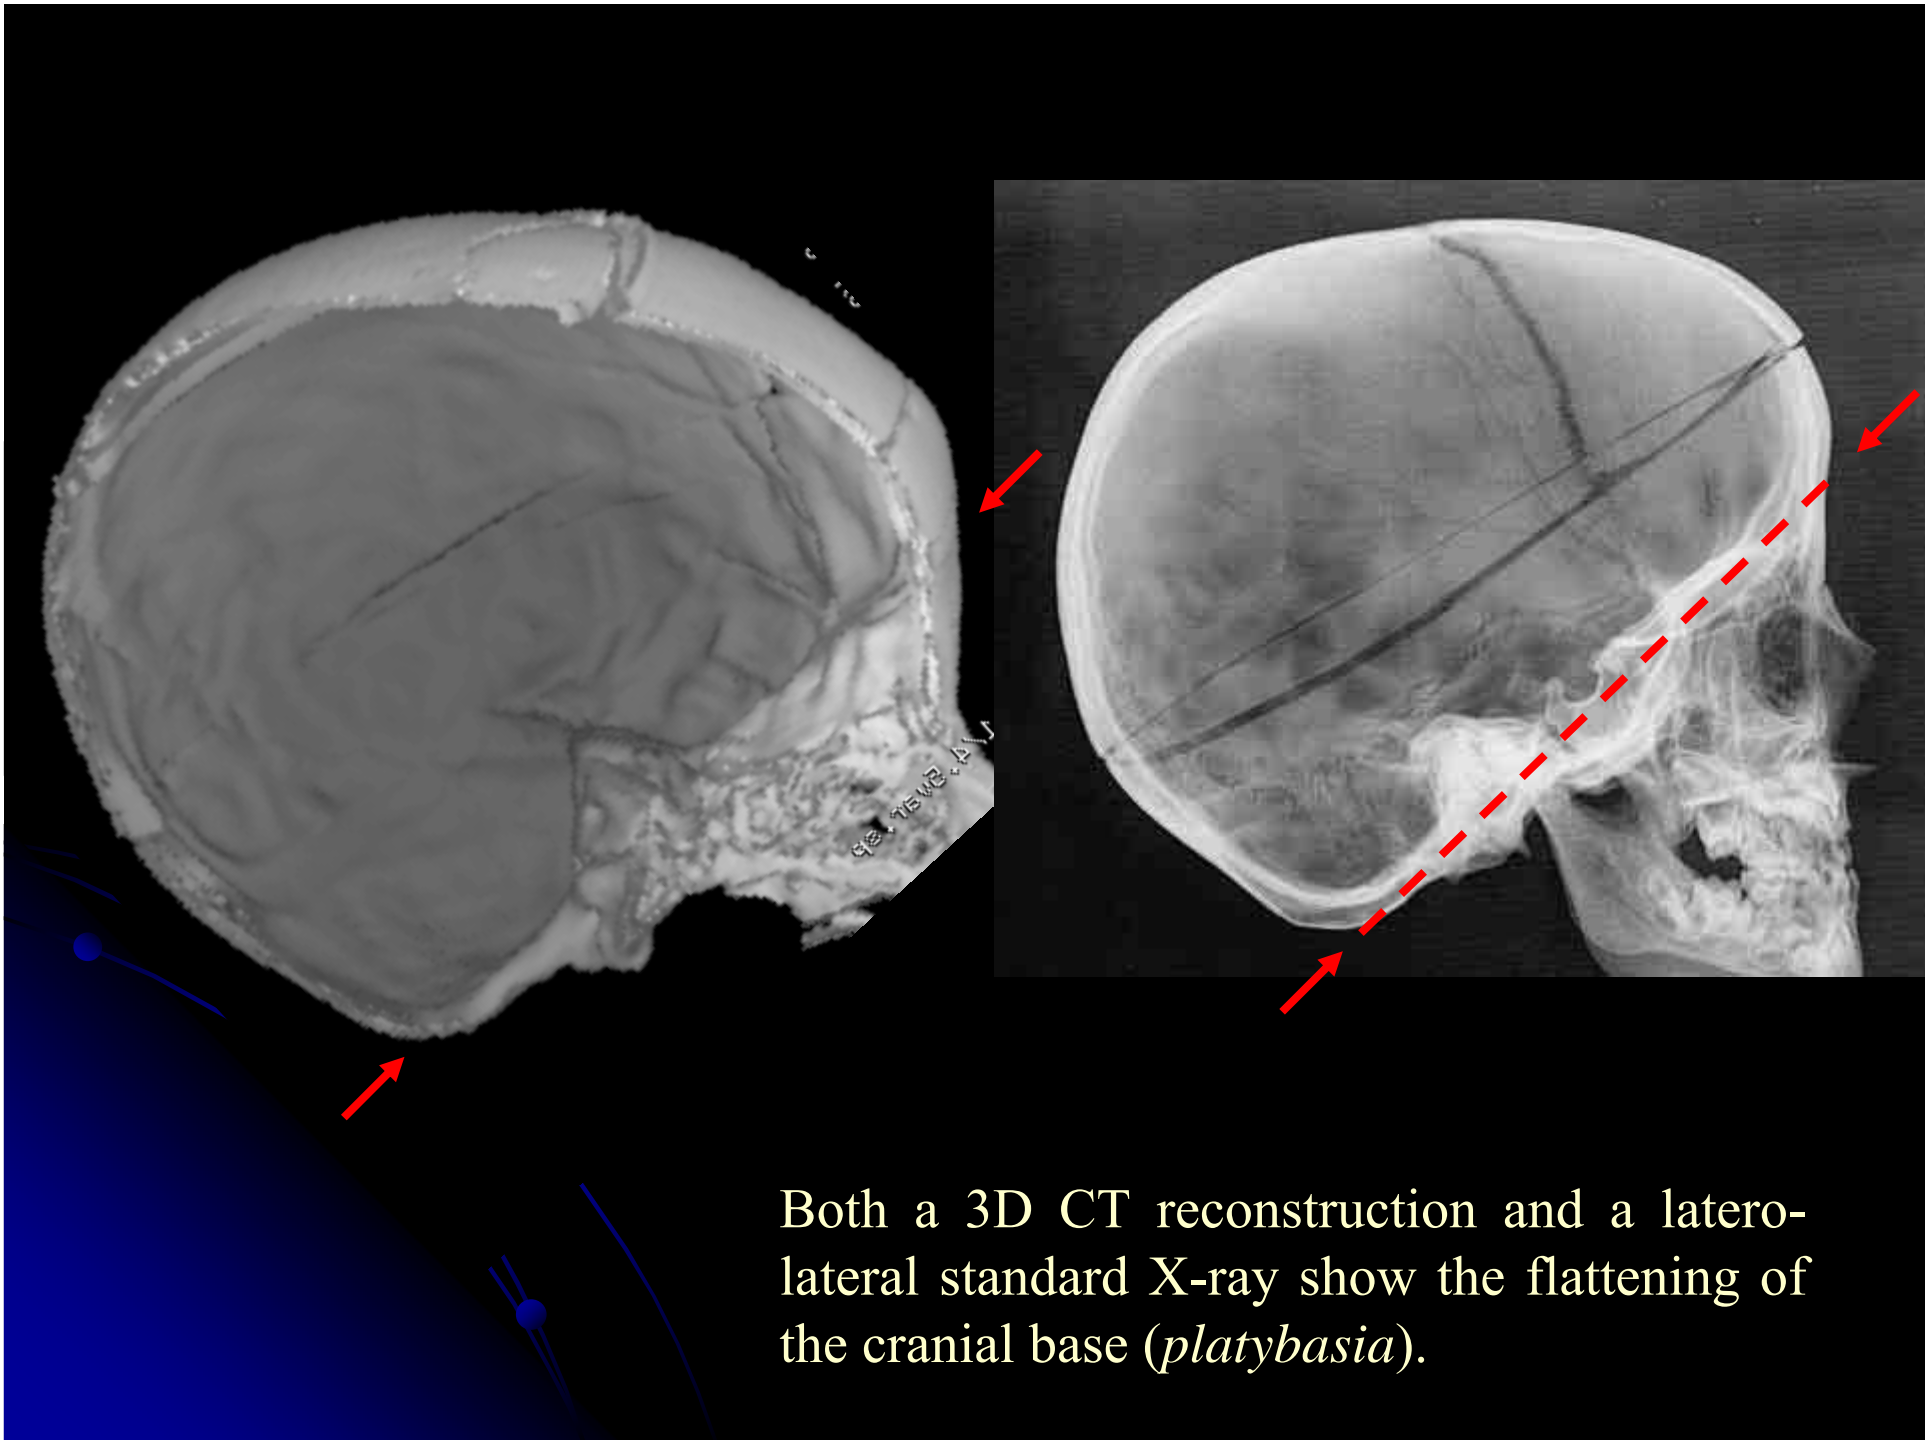 Both a 3D CT reconstruction and a latero-
lateral standard X-ray show the flattening of
the cranial base (platybasia).